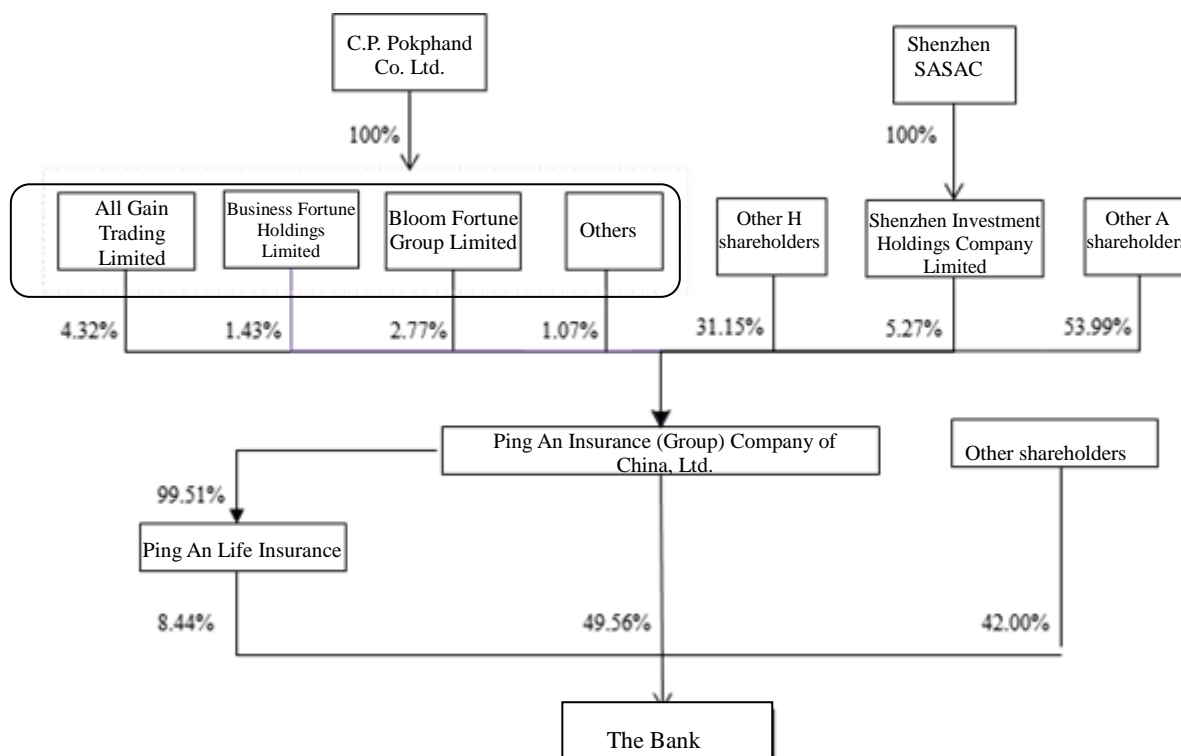 C.P. Pokphand
Co. Ltd.
Shenzhen
SASAC
100%
100%
All Gain
Trading
Limited
Business Fortune
Holdings
Limited
Bloom Fortune
Group Limited
Others
Other H
shareholders
Shenzhen Investment
Holdings Company
Limited
Other A
shareholders
4.32%
1.43%
2.77%
1.07%
31.15%
5.27%
53.99%
Ping An Insurance (Group) Company of
China, Ltd.
Other shareholders
99.51%
Ping An Life Insurance
8.44%
49.56%
42.00%
The Bank